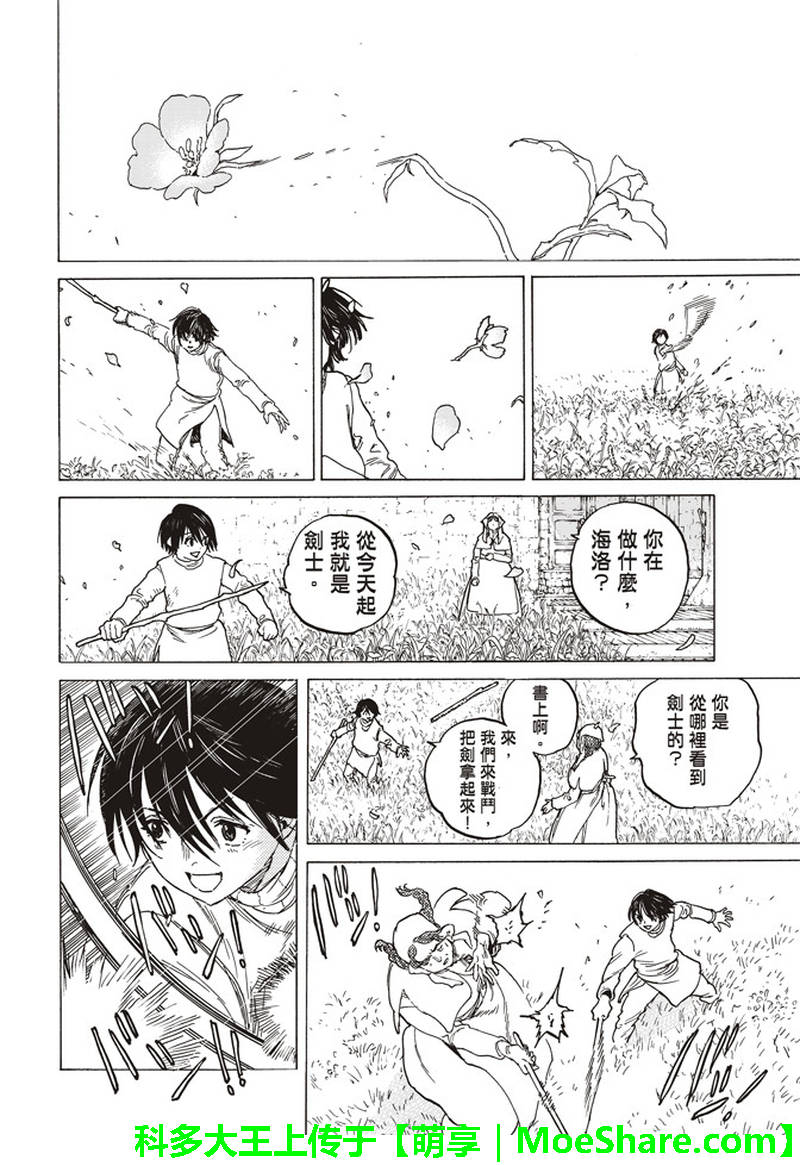 你在
做什麼，
海洛？
從今天起
我就是
劍士。
你是
從哪裡看到
劍士的？
書上啊。
來，
我們來戰鬥，
把劍拿起來！
科多大王上传于【萌享 | MoeShare.com】